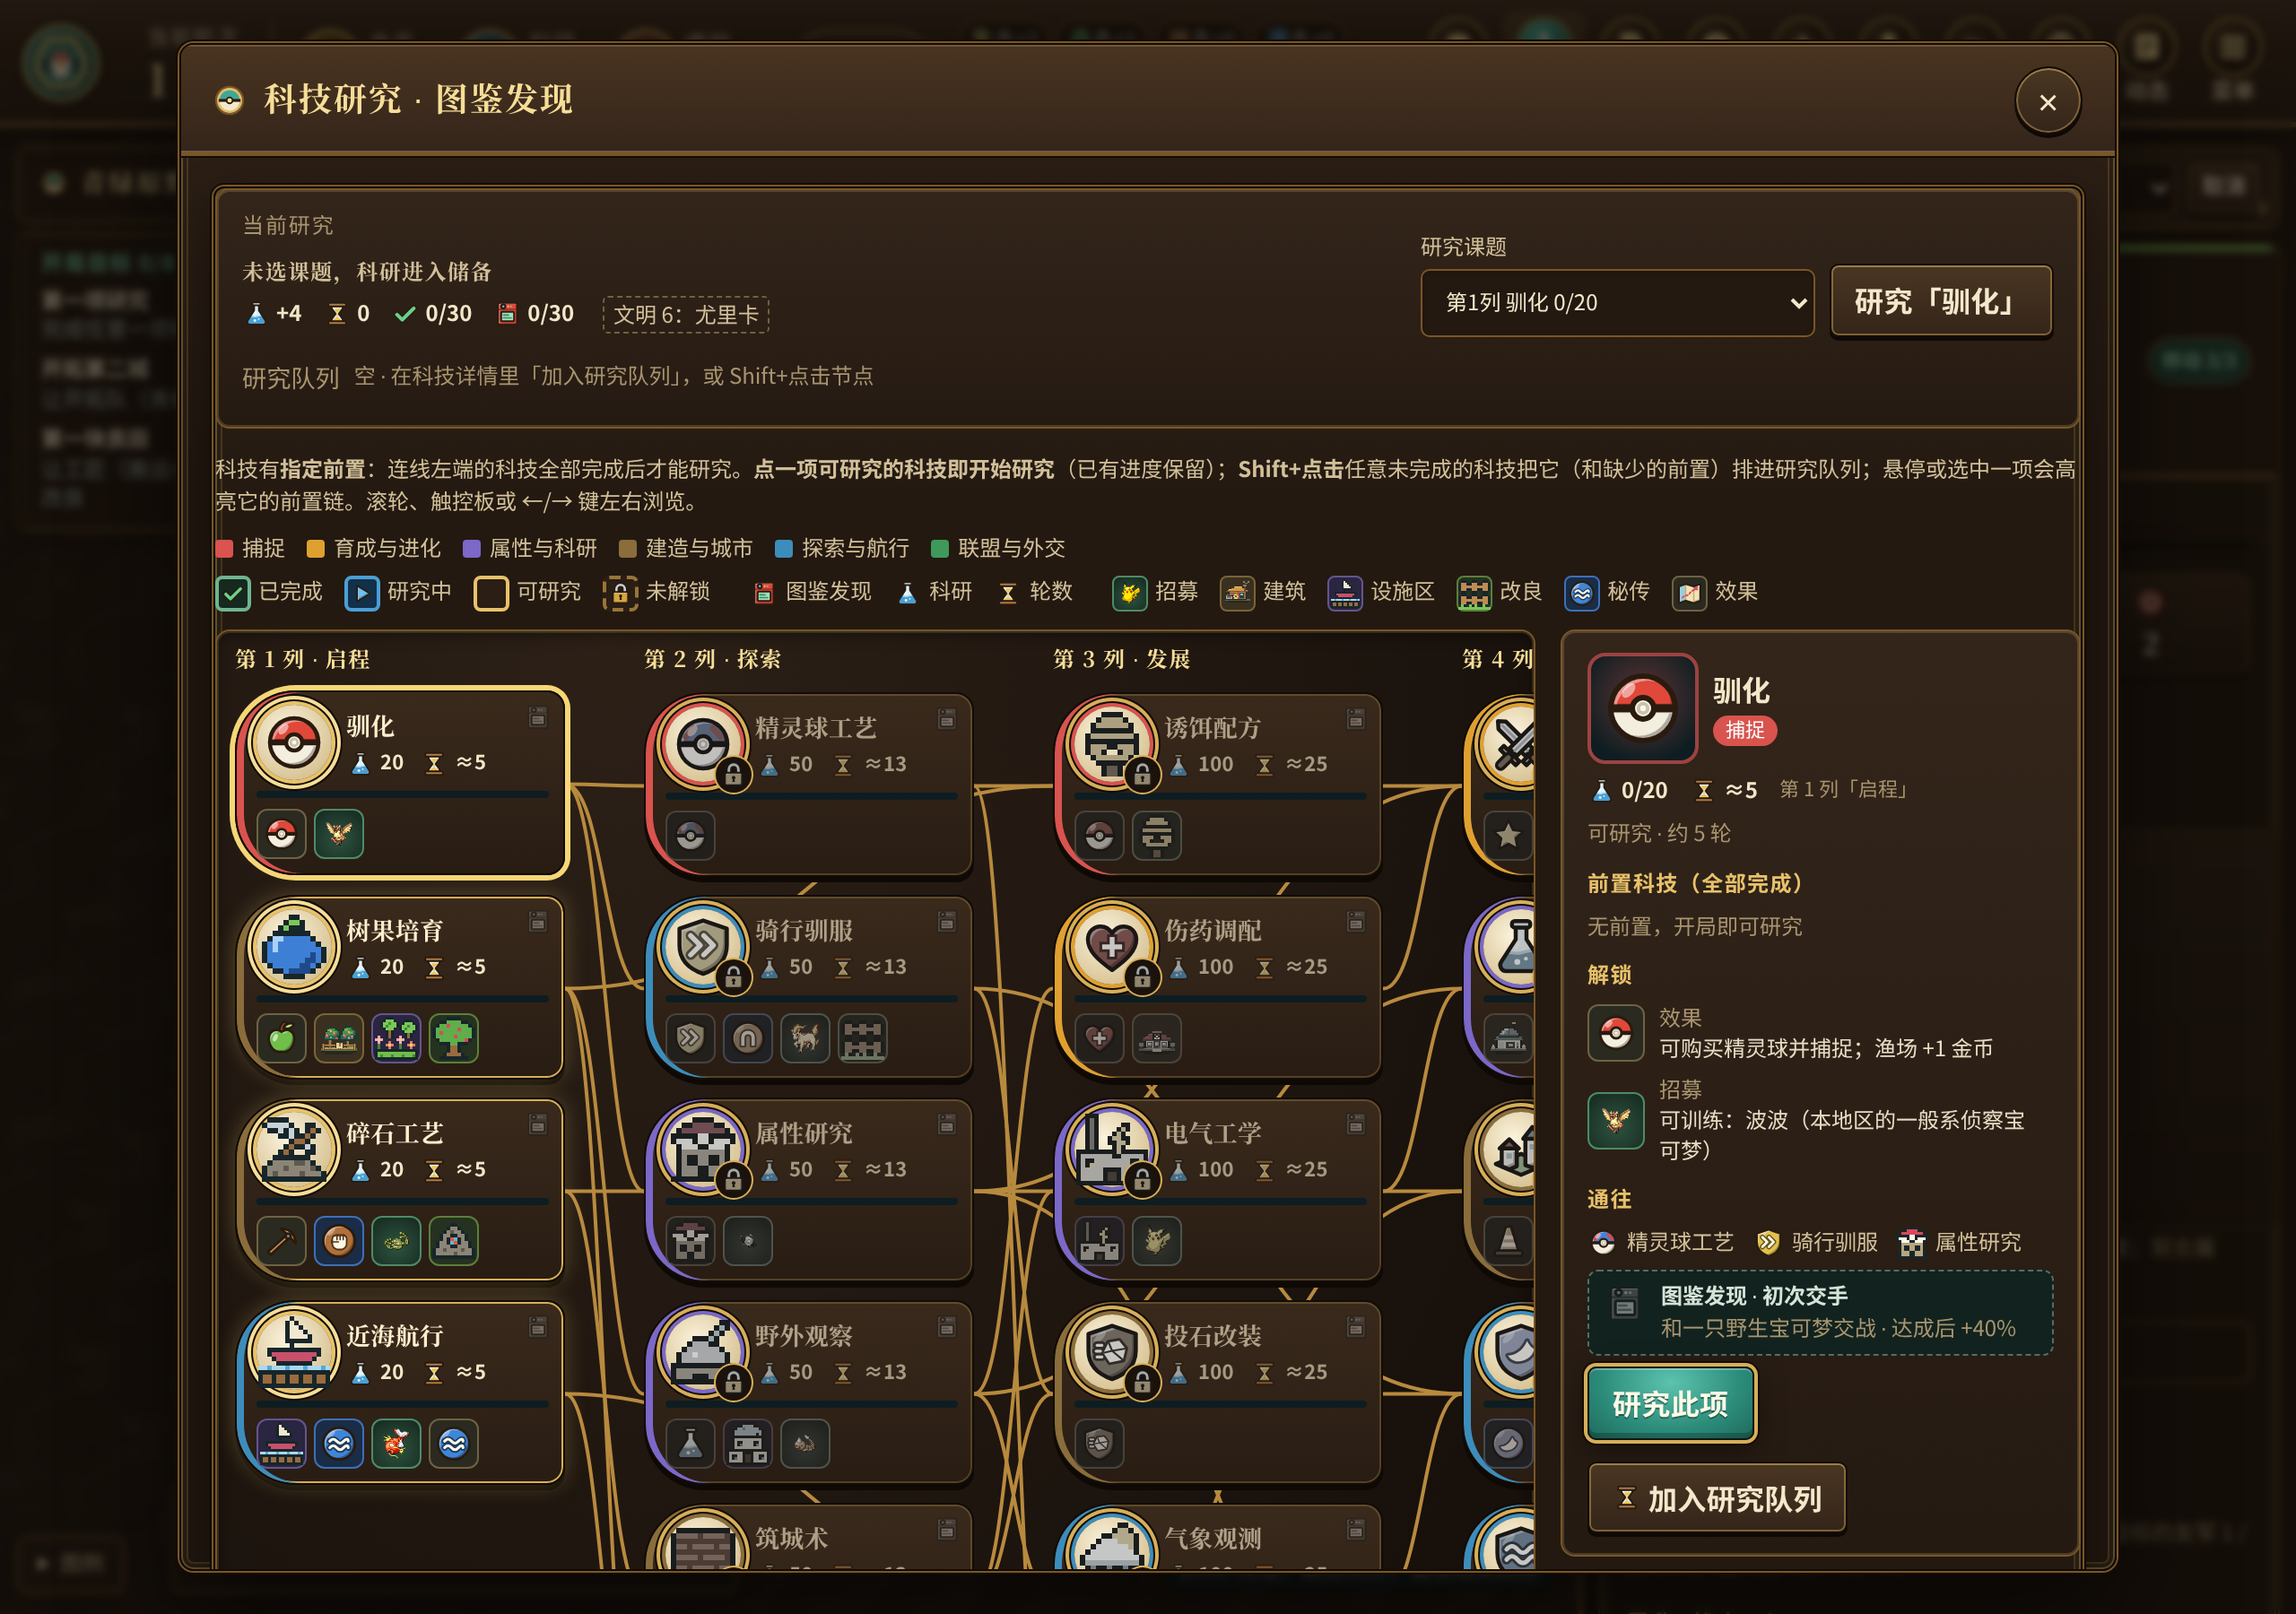 科技研究 · 图鉴发现
当前研究
未选课题，科研进入储备
+4 0 0/30 0/30 文明 6：尤里卡
研究课题
第1列 驯化 0/20
研究「驯化」
研究队列 空 · 在科技详情里「加入研究队列」，或 Shift+点击节点
科技有指定前置：连线左端的科技全部完成后才能研究。点一项可研究的科技即开始研究（已有进度保留）；Shift+点击任意未完成的科技把它（和缺少的前置）排进研究队列；悬停或选中一项会高
亮它的前置链。滚轮、触控板或 ←/→ 键左右浏览。
捕捉 育成与进化 属性与科研 建造与城市 探索与航行 联盟与外交
已完成 研究中 可研究 未解锁 图鉴发现 科研 轮数 招募 建筑 设施区 改良 秘传 效果
第 1 列 · 启程
驯化
20 ≈5
树果培育
20 ≈5
碎石工艺
20 ≈5
近海航行
20 ≈5
第 2 列 · 探索
精灵球工艺
50 ≈13
骑行驯服
50 ≈13
属性研究
50 ≈13
野外观察
50 ≈13
筑城术
第 3 列 · 发展
诱饵配方
100 ≈25
伤药调配
100 ≈25
电气工学
100 ≈25
投石改装
100 ≈25
气象观测
第 4 列
驯化
捕捉
0/20 ≈5 第 1 列「启程」
可研究 · 约 5 轮
前置科技（全部完成）
无前置，开局即可研究
解锁
效果
可购买精灵球并捕捉；渔场 +1 金币
招募
可训练：波波（本地区的一般系侦察宝
可梦）
通往
精灵球工艺 骑行驯服 属性研究
图鉴发现 · 初次交手
和一只野生宝可梦交战 · 达成后 +40%
研究此项
加入研究队列